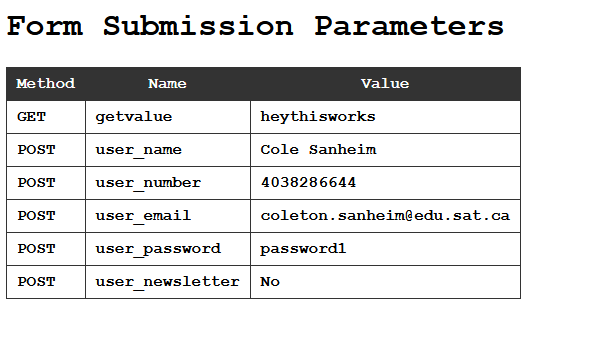 Form Submission Parameters
Method Name Value
GET getvalue heythisworks
POST user_name Cole Sanheim
POST user_number 4038286644
POST user_email coleton.sanheim@edu.sat.ca
POST user_password password1
POST user_newsletter No